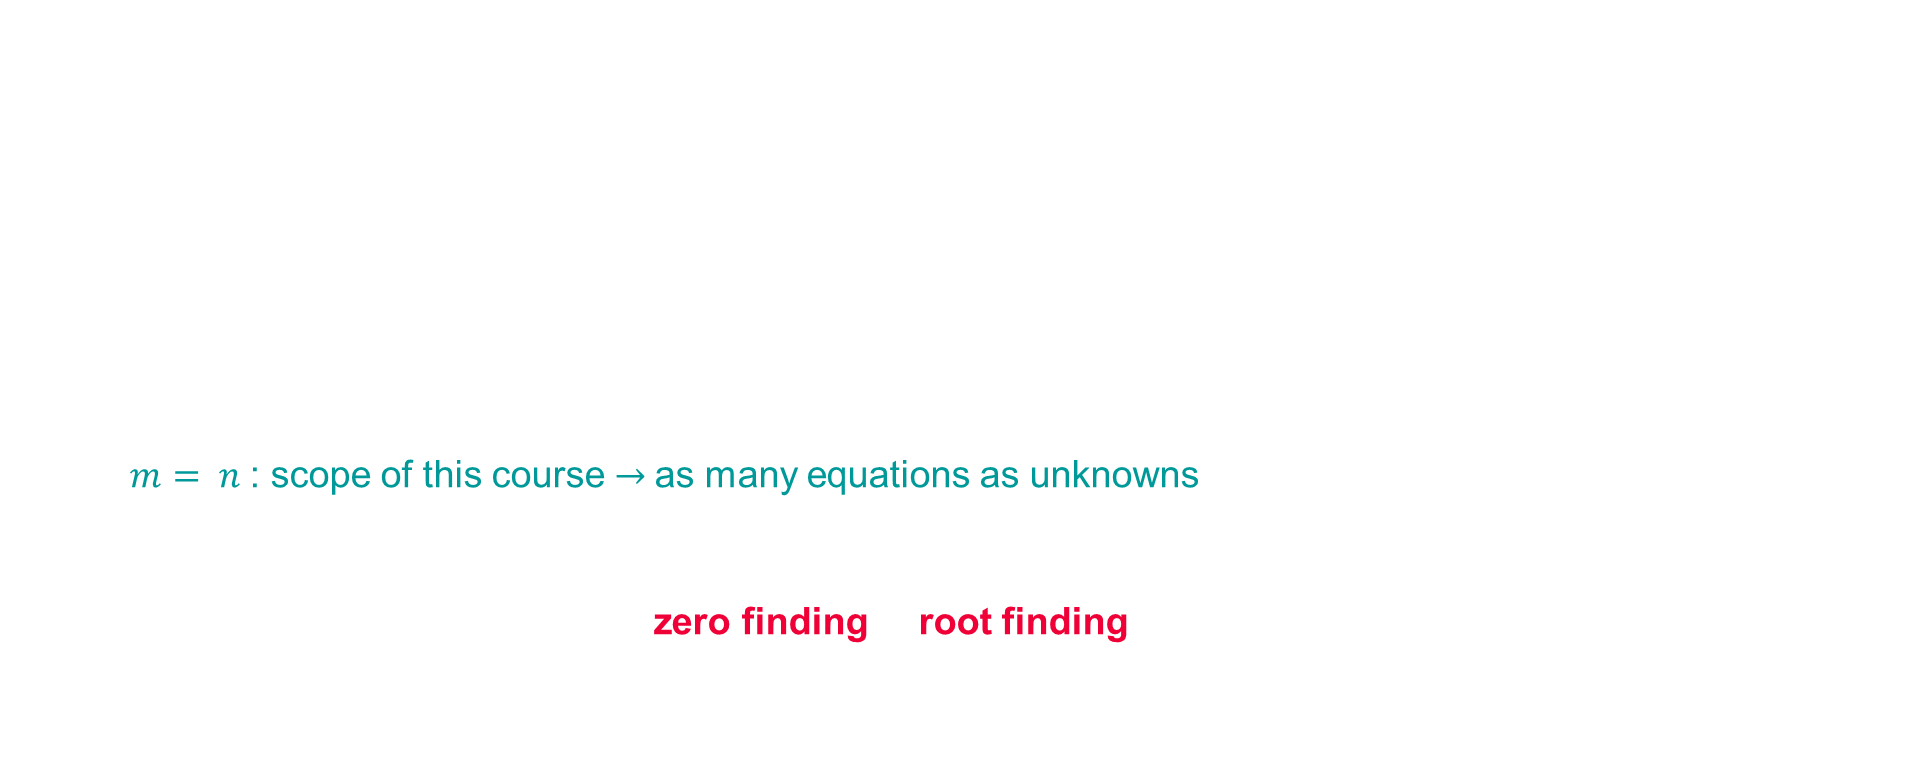 𝑚 = 𝑛 : scope of this course → as many equations as unknowns
zero finding root finding